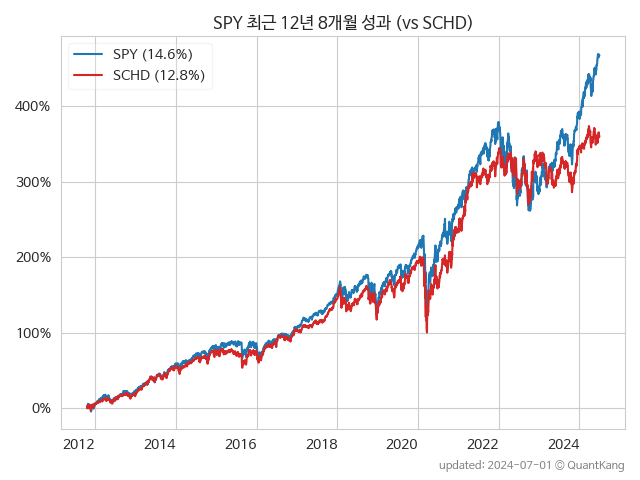 SPY 최근 12년 8개월 성과 (vs SCHD)
SPY (14.6%)
SCHD (12.8%)
400%
300%
200%
100%
0%
2012 2014 2016 2018 2020 2022 2024
updated: 2024-07-01 © QuantKang